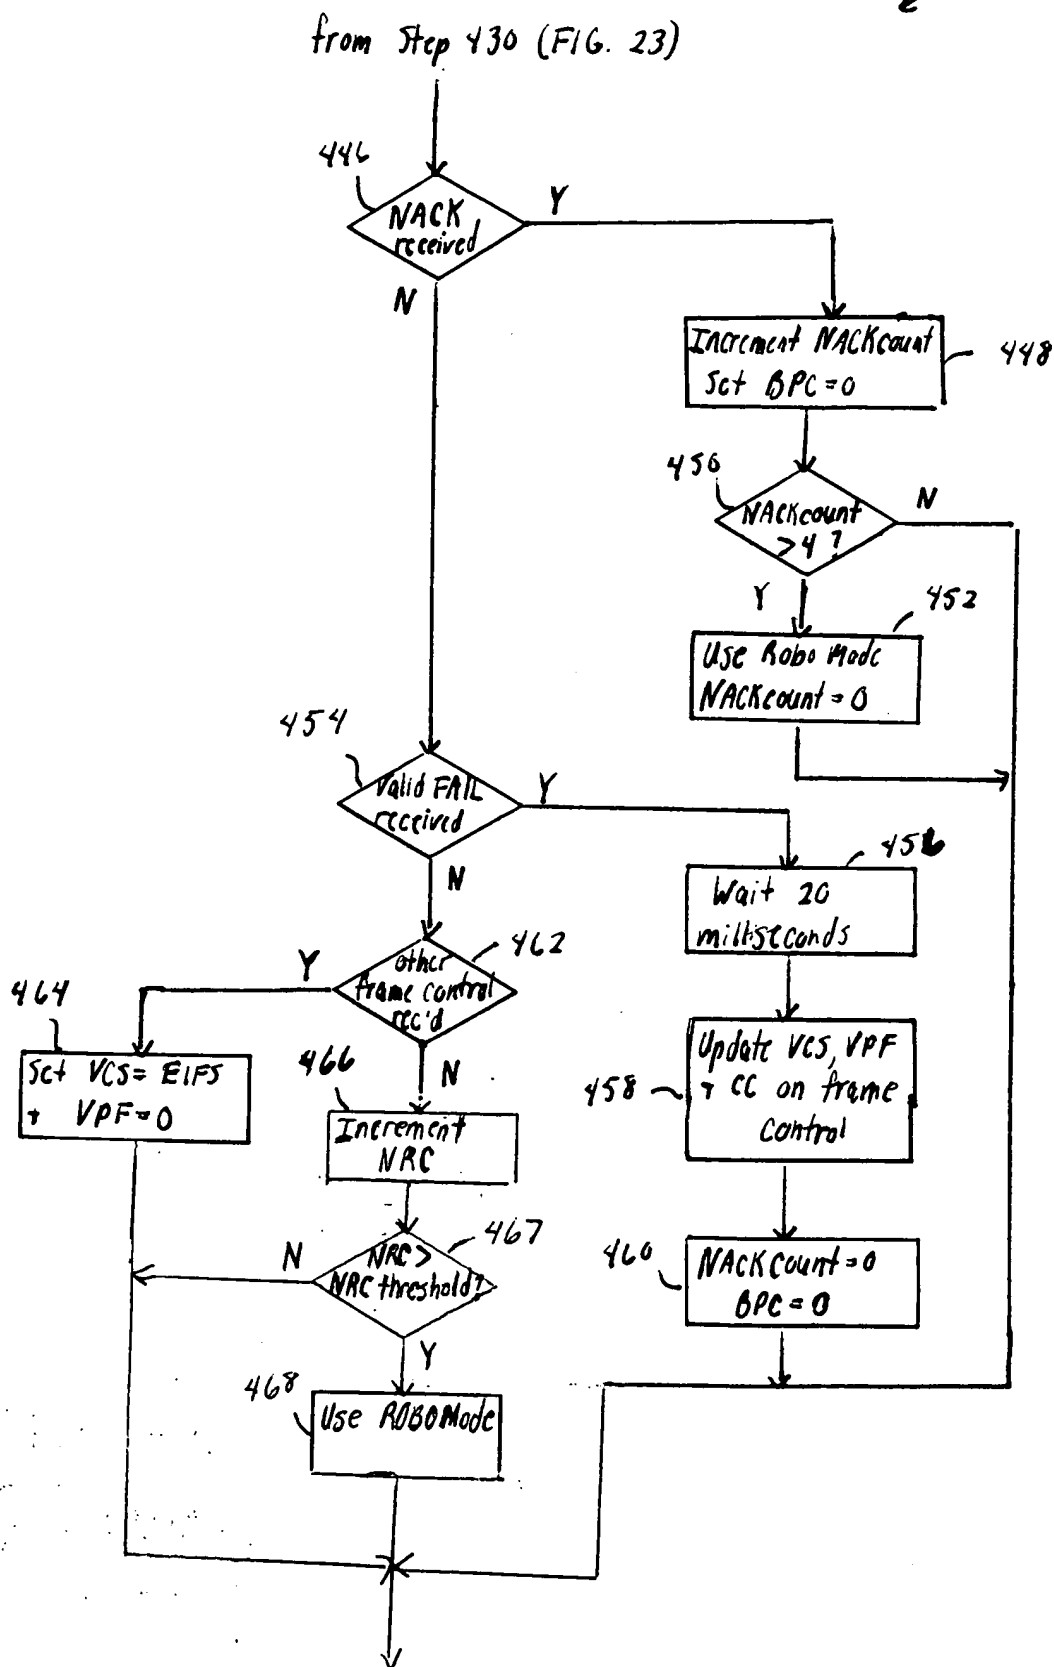 from Step 430 (FIG. 23)
446
NACK
received
Y
N
Increment NACKcount
Set BPC = 0
448
450
NACKcount
>4?
N
Y
452
Use Robo Mode
NACKcount = 0
454
Valid FAIL
received
Y
N
456
Wait 20
milliseconds
462
other
frame control
rec'd
Y
N
464
Set VCS = EIFS
+ VPF = 0
458
Update VCS, VPF
+ CC on frame
control
466
Increment
NRC
467
NRC >
NRC threshold?
N
Y
460
NACKCount = 0
BPC = 0
468
Use ROBO Mode